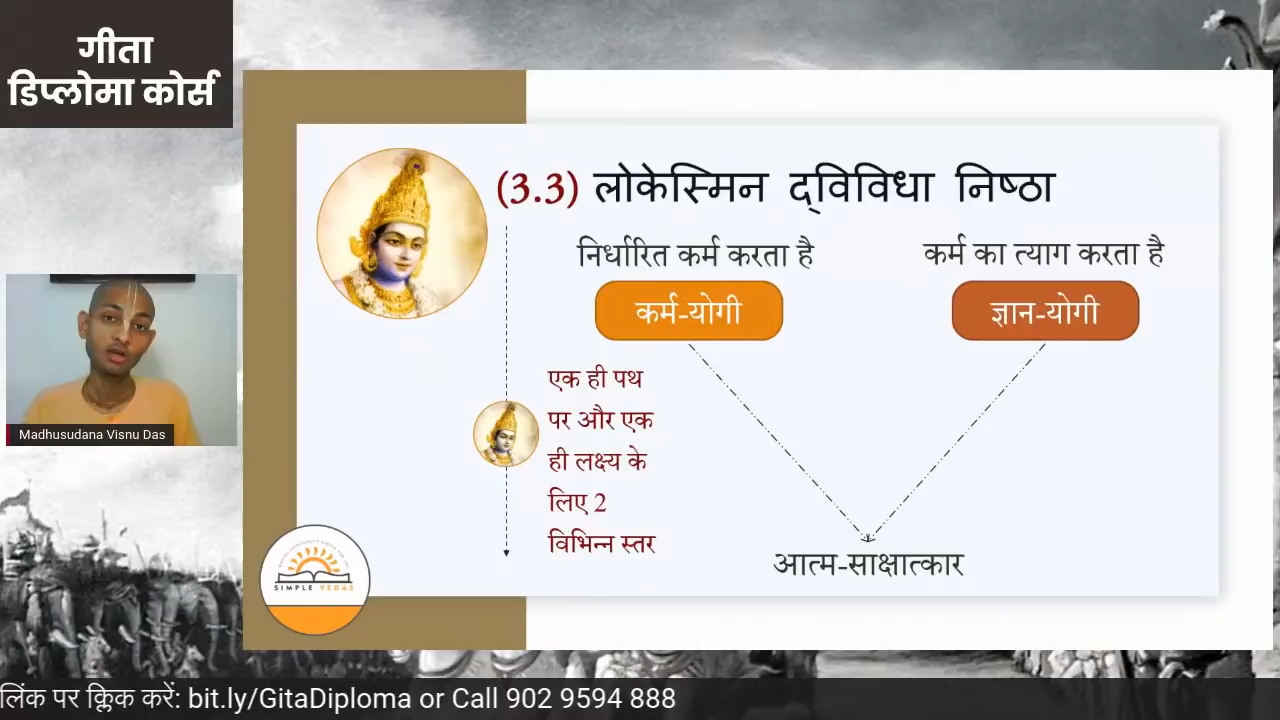 गीता
डिप्लोमा कोर्स
(3.3) लोकेस्मिन द्विविधा निष्ठा
निर्धारित कर्म करता है
कर्म का त्याग करता है
कर्म-योगी
ज्ञान-योगी
एक ही पथ
पर और एक
ही लक्ष्य के
लिए 2
विभिन्न स्तर
आत्म-साक्षात्कार
Madhusudana Visnu Das
SIMPLE VEDAS
लिंक पर क्लिक करें: bit.ly/GitaDiploma or Call 902 9594 888